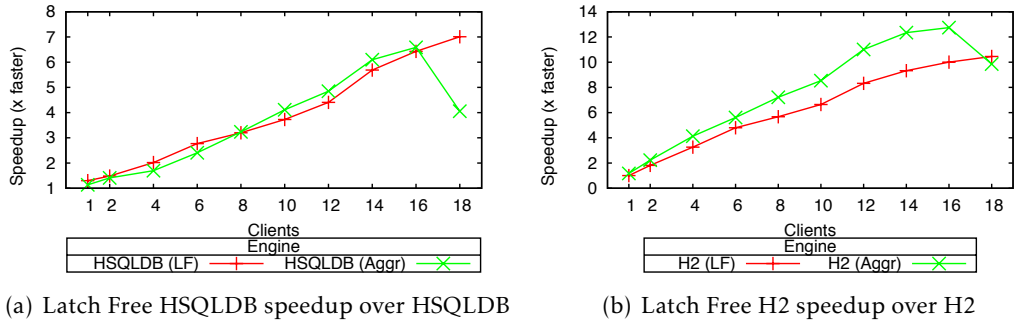 Speedup (x faster)
8
7
6
5
4
3
2
1
1 2 4 6 8 10 12 14 16 18
Clients
Engine
HSQLDB (LF) HSQLDB (Aggr)
(a) Latch Free HSQLDB speedup over HSQLDB
Speedup (x faster)
14
12
10
8
6
4
2
0
1 2 4 6 8 10 12 14 16 18
Clients
Engine
H2 (LF) H2 (Aggr)
(b) Latch Free H2 speedup over H2